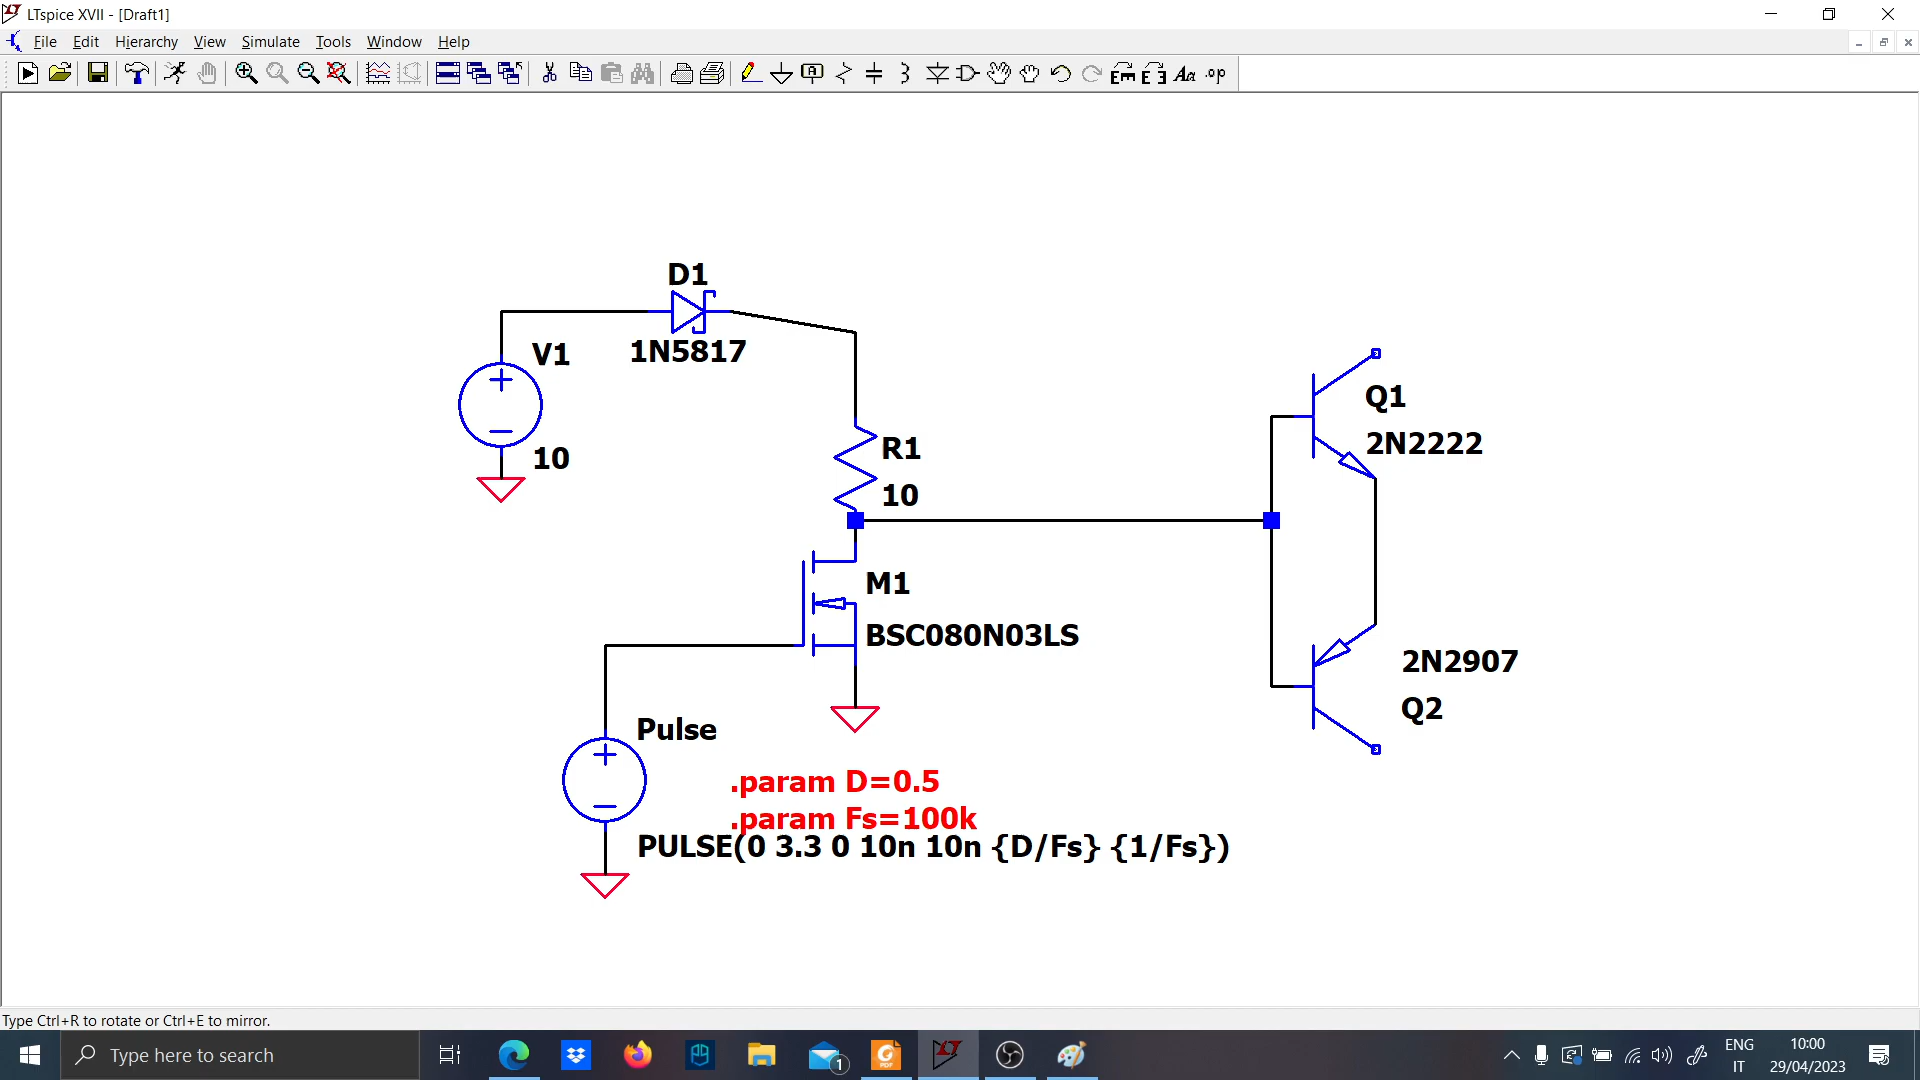 LTspice XVII - [Draft1]
File Edit Hierarchy View Simulate Tools Window Help
D1
1N5817
V1
10
R1
10
Q1
2N2222
M1
BSC080N03LS
2N2907
Q2
Pulse
.param D=0.5
.param Fs=100k
PULSE(0 3.3 0 10n 10n {D/Fs} {1/Fs})
Type Ctrl+R to rotate or Ctrl+E to mirror.
Type here to search
1
ENG
IT
10:00
29/04/2023